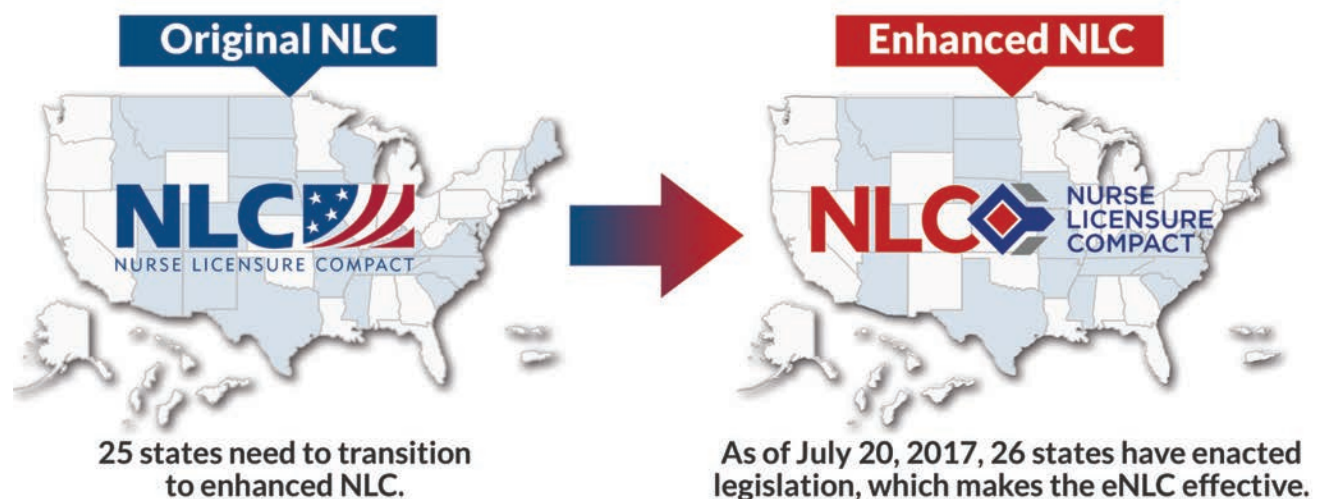 Original NLC
NLC
NURSE LICENSURE COMPACT
25 states need to transition
to enhanced NLC.
Enhanced NLC
NLC
NURSE
LICENSURE
COMPACT
As of July 20, 2017, 26 states have enacted
legislation, which makes the eNLC effective.